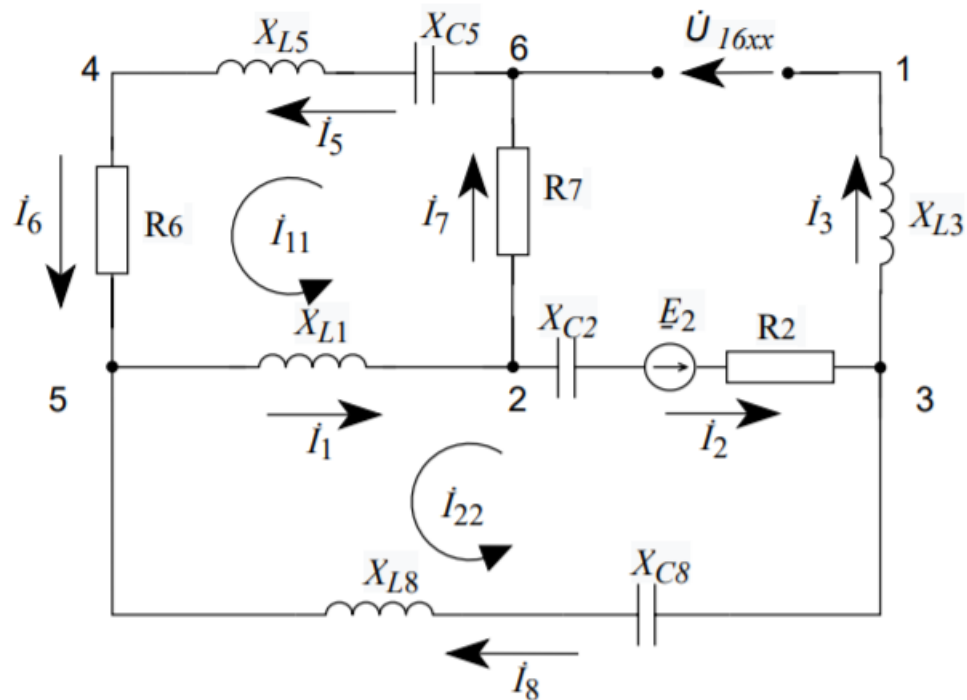 X_L5
X_C5
6
U̇_16xx
1
4
İ5
İ6
R6
İ11
İ7
R7
İ3
X_L3
X_L1
X_C2
E2
R2
5
2
3
İ1
İ2
İ22
X_L8
X_C8
İ8